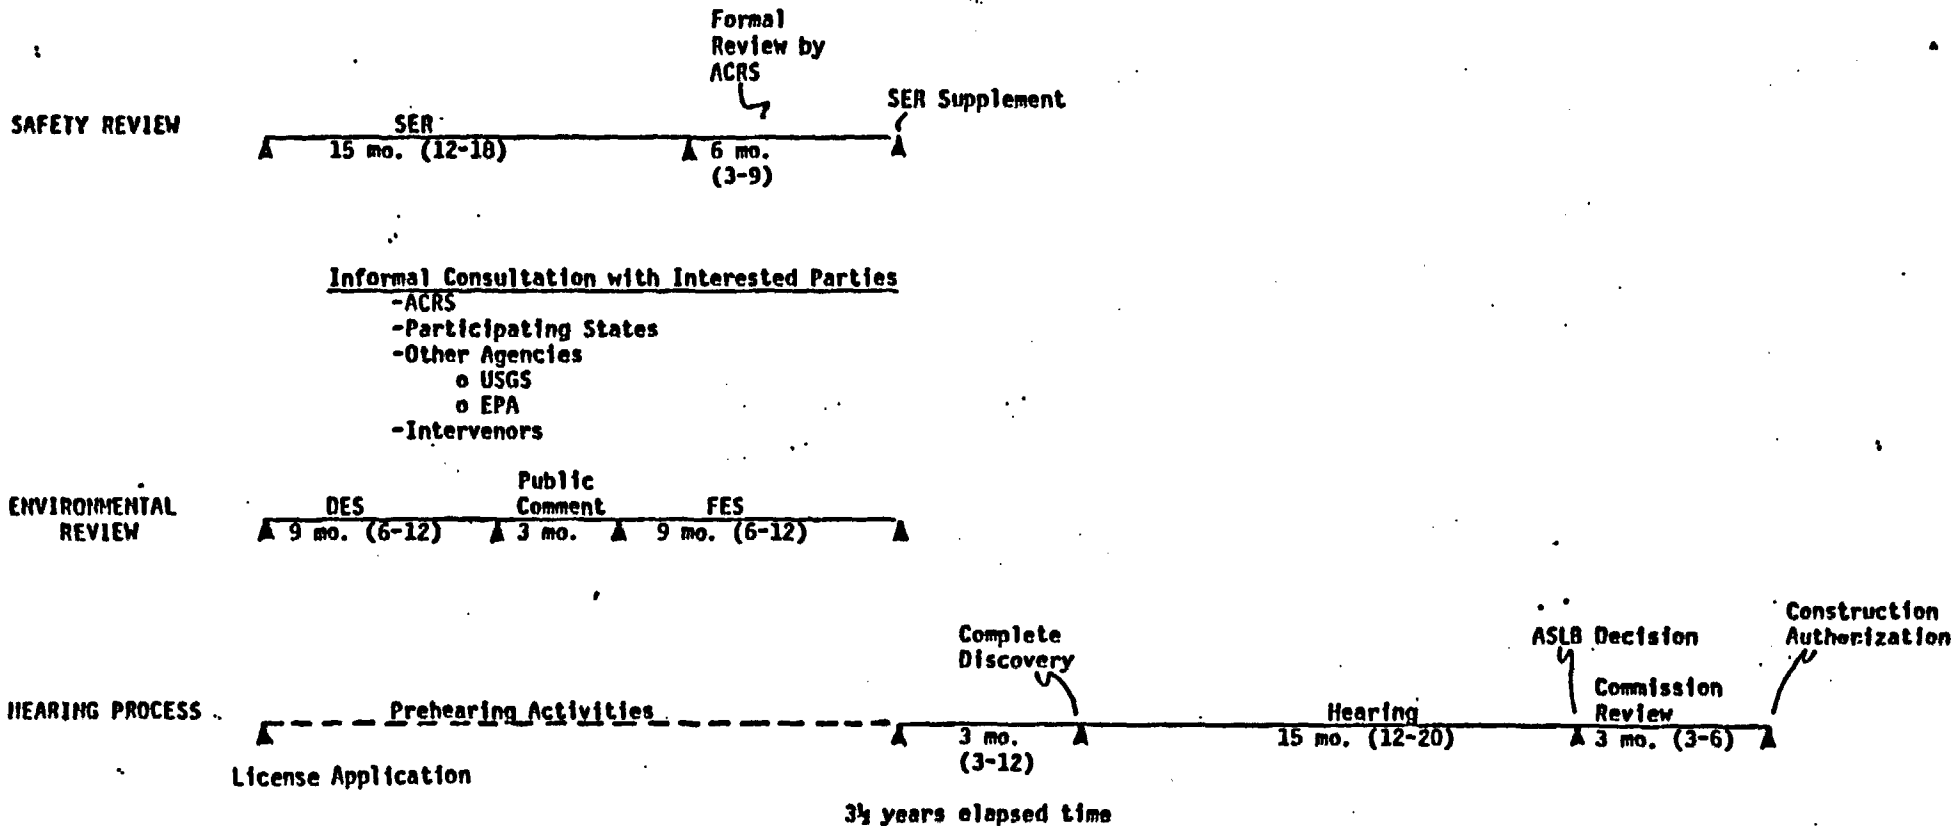 Formal
Review by
ACRS
SER Supplement
SAFETY REVIEW
SER
15 mo. (12-18)
6 mo.
(3-9)
Informal Consultation with Interested Parties
-ACRS
-Participating States
-Other Agencies
o USGS
o EPA
-Intervenors
ENVIRONMENTAL
REVIEW
DES
9 mo. (6-12)
Public
Comment
3 mo.
FES
9 mo. (6-12)
Complete
Discovery
ASLB Decision
Construction
Authorization
HEARING PROCESS
Prehearing Activities
3 mo.
(3-12)
Hearing
15 mo. (12-20)
Commission
Review
3 mo. (3-6)
License Application
3½ years elapsed time